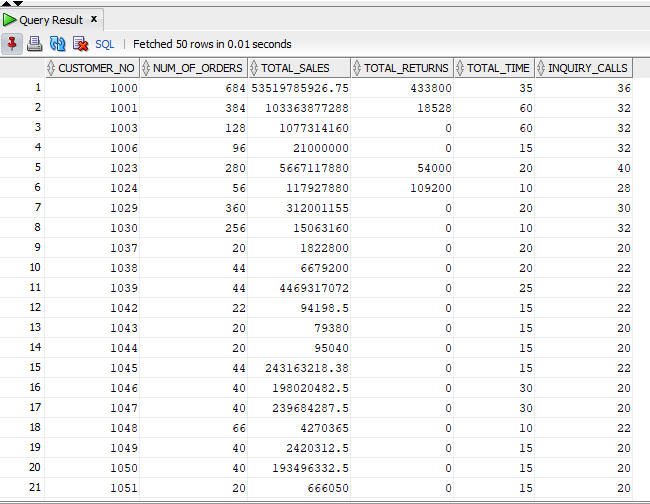 Query Result x
SQL | Fetched 50 rows in 0.01 seconds
CUSTOMER_NO NUM_OF_ORDERS TOTAL_SALES TOTAL_RETURNS TOTAL_TIME INQUIRY_CALLS
1 1000 684 53519785926.75 433800 35 36
2 1001 384 103363877288 18528 60 32
3 1003 128 1077314160 0 60 32
4 1006 96 21000000 0 15 32
5 1023 280 5667117880 54000 20 40
6 1024 56 117927880 109200 10 28
7 1029 360 312001155 0 20 30
8 1030 256 15063160 0 10 32
9 1037 20 1822800 0 20 20
10 1038 44 6679200 0 20 22
11 1039 44 4469317072 0 25 22
12 1042 22 94198.5 0 15 22
13 1043 20 79380 0 15 20
14 1044 20 95040 0 15 20
15 1045 44 243163218.38 0 15 22
16 1046 40 198020482.5 0 30 20
17 1047 40 239684287.5 0 30 20
18 1048 66 4270365 0 10 22
19 1049 40 2420312.5 0 15 20
20 1050 40 193496332.5 0 15 20
21 1051 20 666050 0 15 20